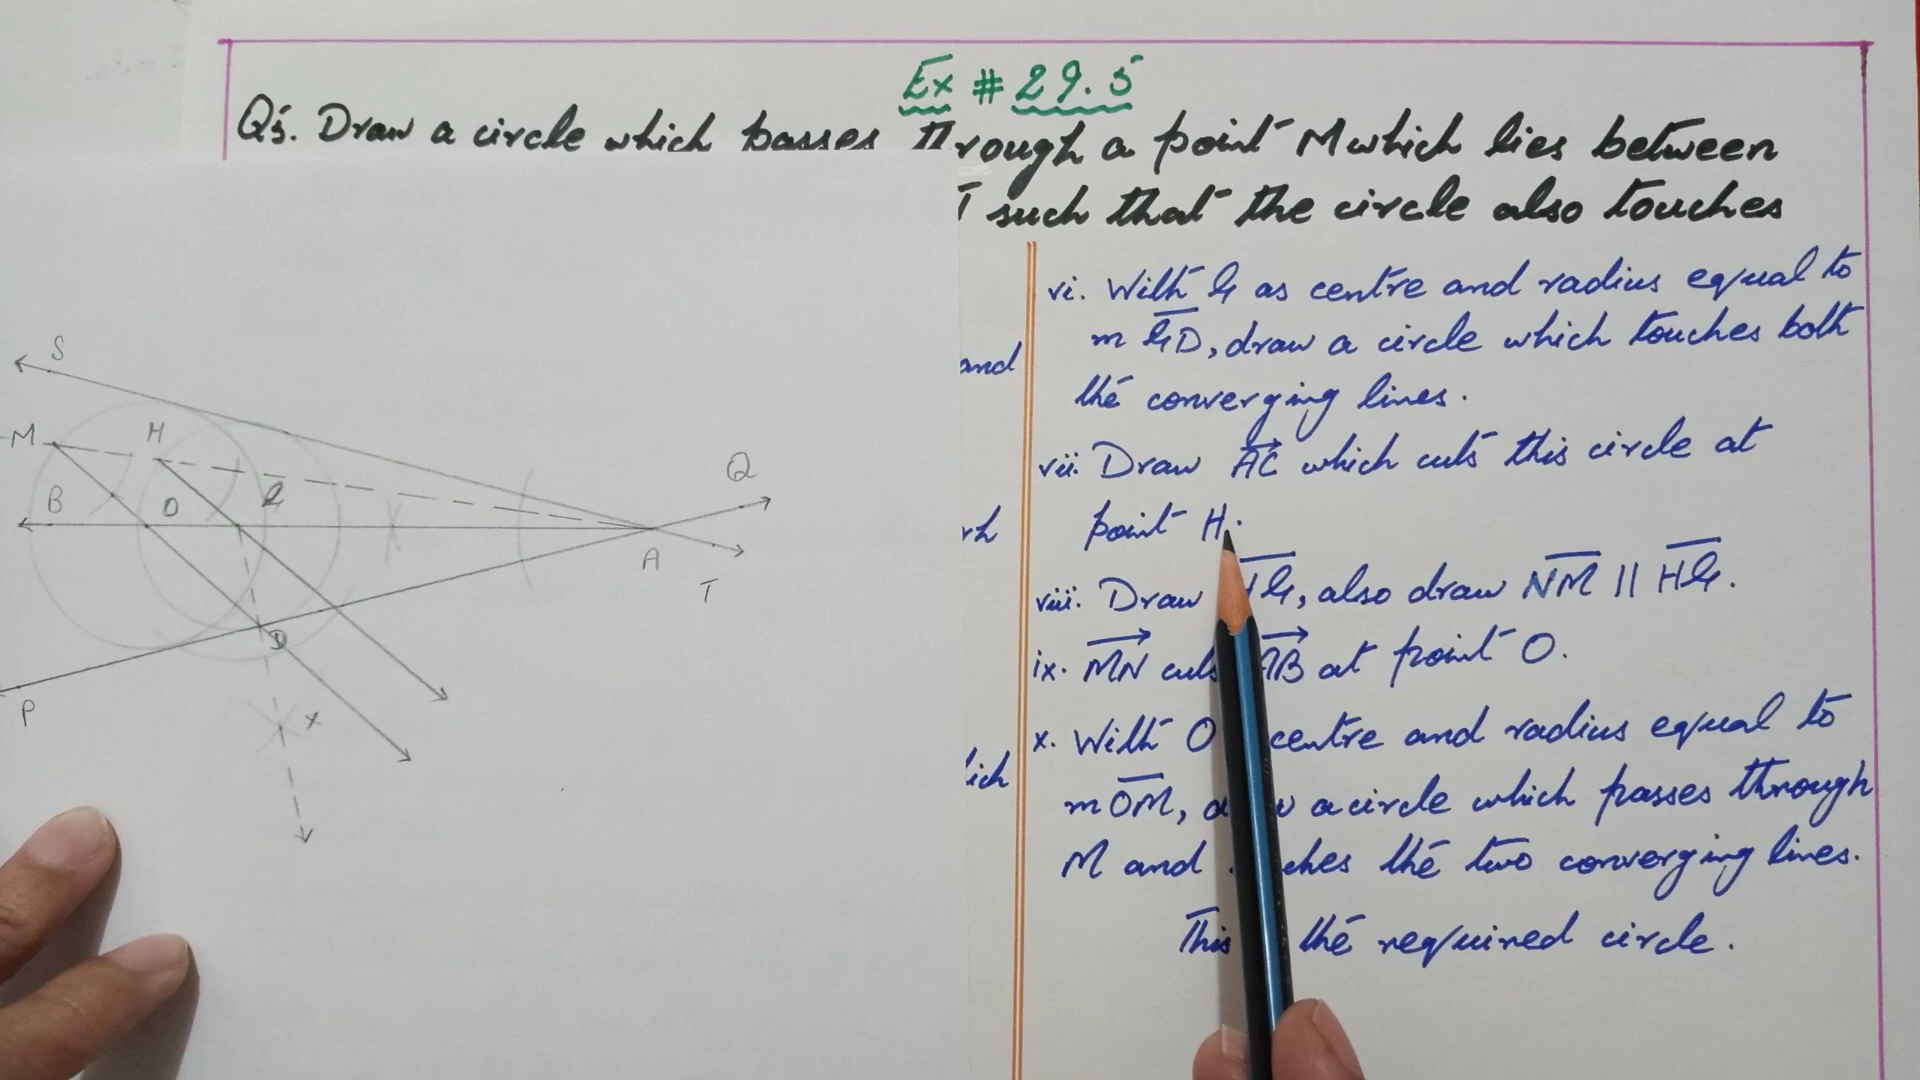 Ex # 29.5
Q5. Draw a circle which passes through a point M which lies between
T such that the circle also touches
and
vi. With G as centre and radius equal to
m GD, draw a circle which touches both
the converging lines.
vii. Draw AC which cuts this circle at
point H.
viii. Draw HG, also draw NM || HG.
ix. MN cuts AB at point O.
x. With O centre and radius equal to
m OM, a circle which passes through
M and the two converging lines.
This the required circle.
S
M
H
B
O
G
Q
A
T
D
P
X